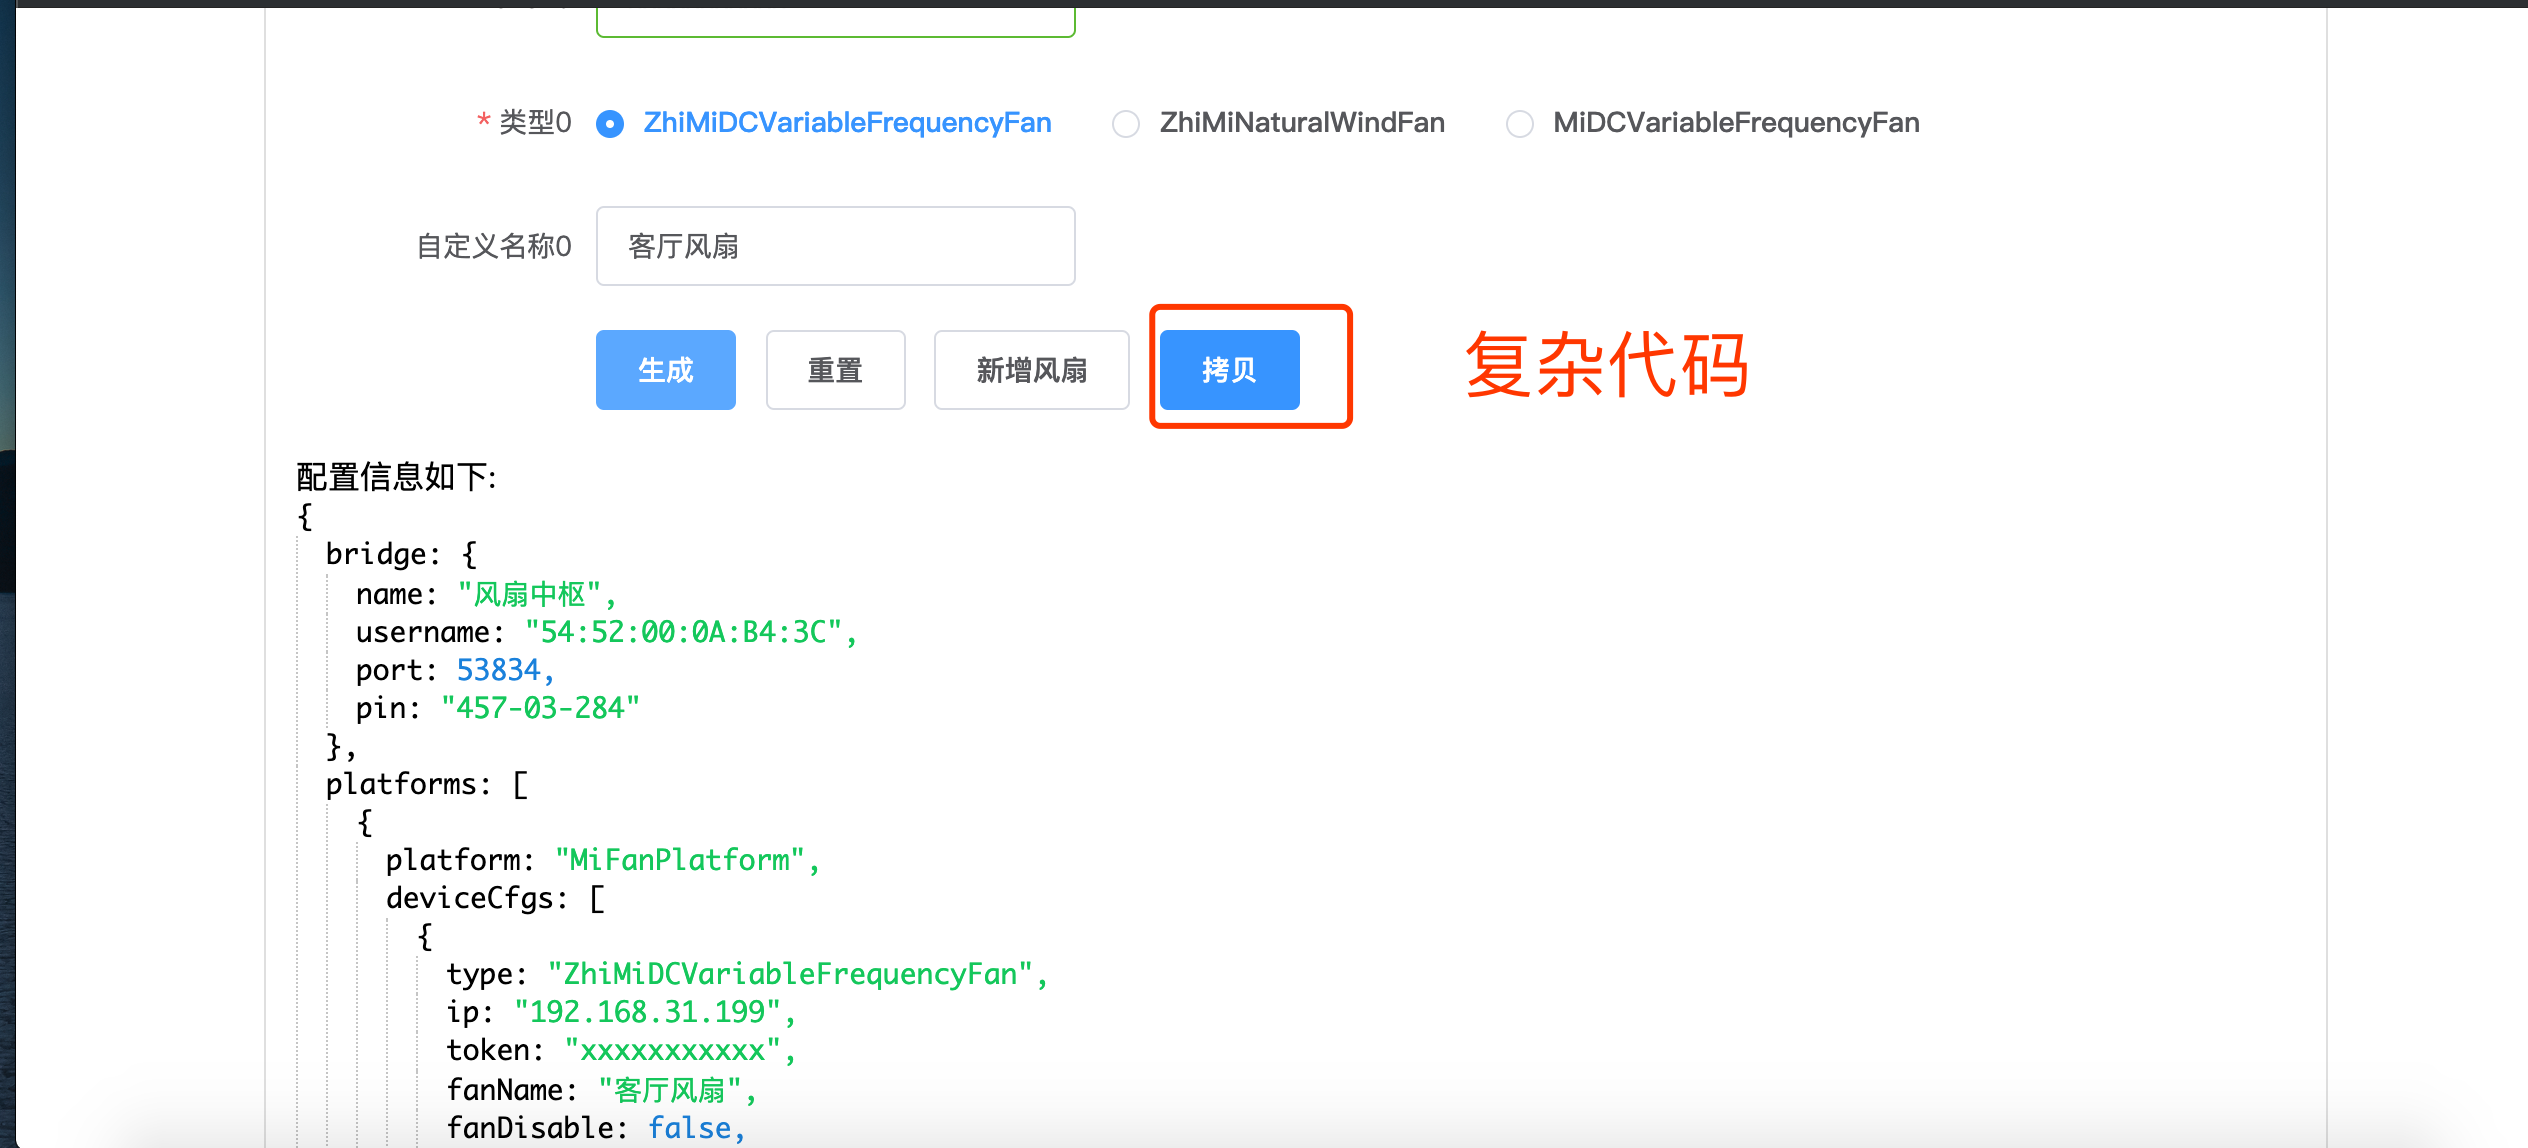 * 类型0 ZhiMiDCVariableFrequencyFan ZhiMiNaturalWindFan MiDCVariableFrequencyFan
自定义名称0 客厅风扇
生成 重置 新增风扇 拷贝 复杂代码
配置信息如下:
{
bridge: {
name: "风扇中枢",
username: "54:52:00:0A:B4:3C",
port: 53834,
pin: "457-03-284"
},
platforms: [
{
platform: "MiFanPlatform",
deviceCfgs: [
{
type: "ZhiMiDCVariableFrequencyFan",
ip: "192.168.31.199",
token: "xxxxxxxxxxx",
fanName: "客厅风扇",
fanDisable: false,